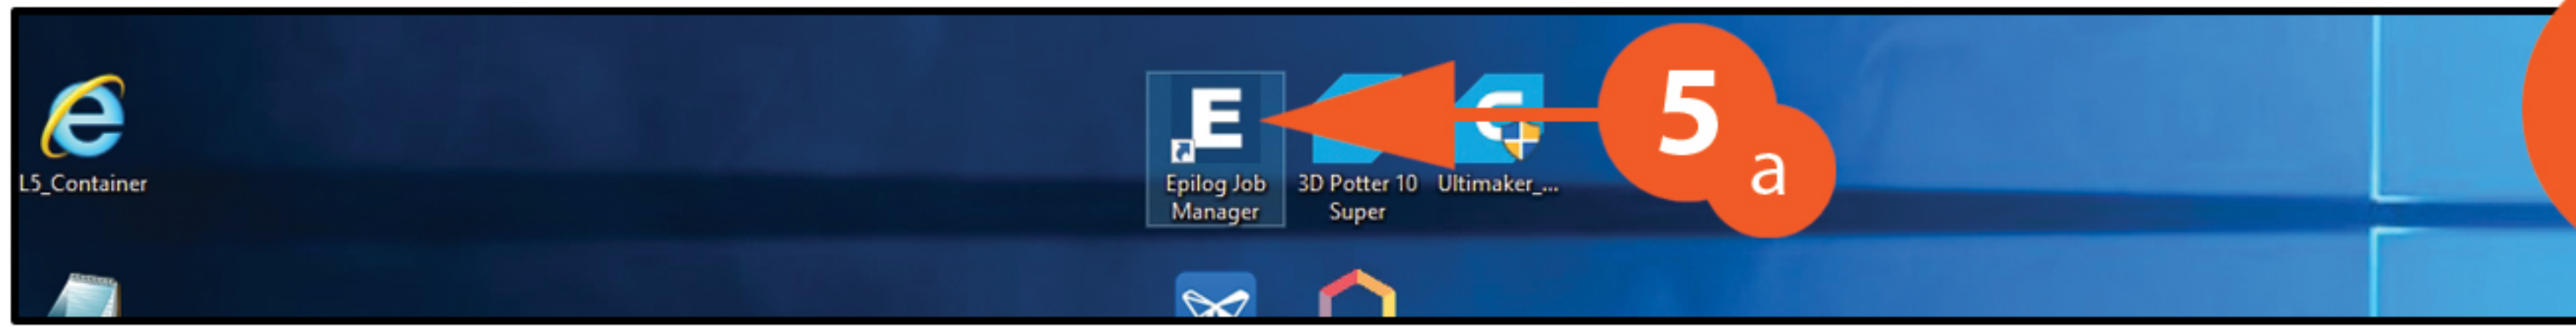 5
a
E
L5_Container
Epilog Job
Manager
3D Potter 10
Super
Ultimaker_...